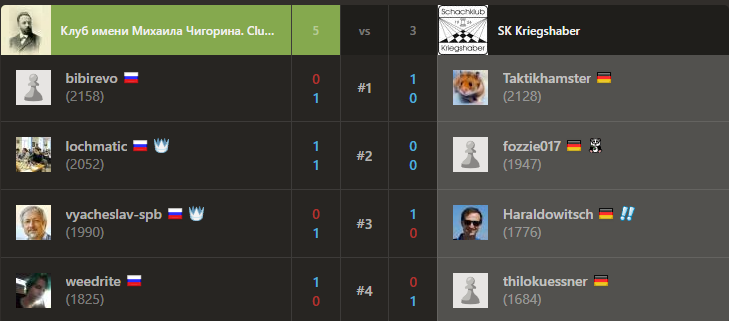 Клуб имени Михаила Чигорина. Clu... 5 vs 3 SK Kriegshaber
Schachklub
1924
Kriegshaber
bibirevo 0 #1 1 Taktikhamster
(2158) 1 0 (2128)
lochmatic 1 #2 0 fozzie017
(2052) 1 0 (1947)
vyacheslav-spb 0 #3 1 Haraldowitsch !!
(1990) 1 0 (1776)
weedrite 1 #4 0 thilokuessner
(1825) 0 1 (1684)